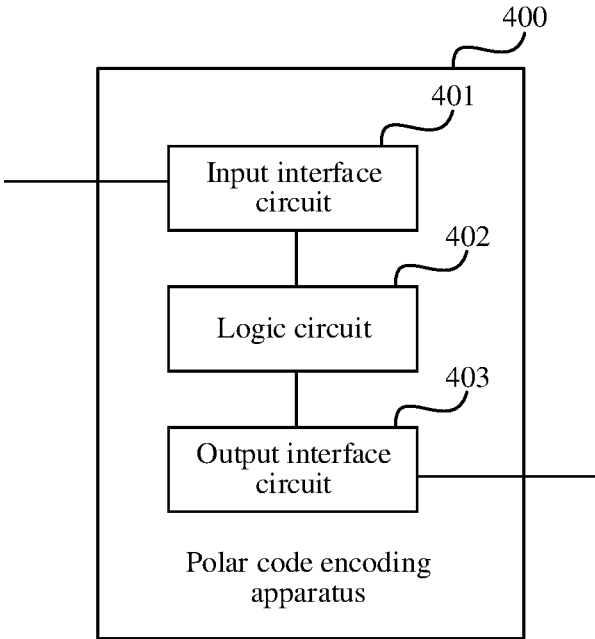 400
401
Input interface
circuit
402
Logic circuit
403
Output interface
circuit
Polar code encoding
apparatus